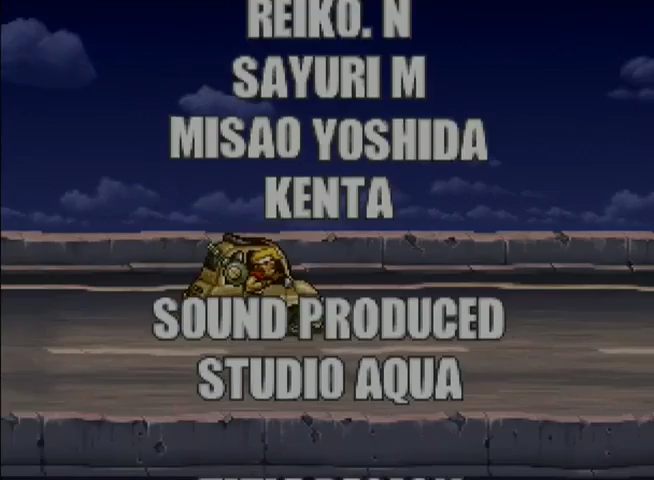 REIKO. N
SAYURI M
MISAO YOSHIDA
KENTA
SOUND PRODUCED
STUDIO AQUA